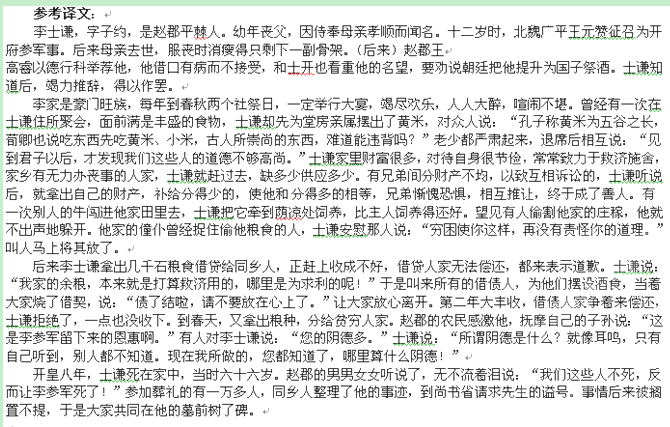 参考译文：
李士谦，字子约，是赵郡平棘人。幼年丧父，因侍奉母亲孝顺而闻名。十二岁时，北魏广平王元赞征召为开
府参军事。后来母亲去世，服丧时消瘦得只剩下一副骨架。（后来）赵郡王
高睿以德行科举荐他，他借口有病而不接受，和士开也看重他的名望，要劝说朝廷把他提升为国子祭酒。士谦知
道后，竭力推辞，得以作罢。
李家是豪门旺族，每年到春秋两个社祭日，一定举行大宴，竭尽欢乐，人人大醉，喧闹不堪。曾经有一次在
士谦住所聚会，面前满是丰盛的食物，士谦却先为堂房亲属摆出了黄米，对众人说：“孔子称黄米为五谷之长，
荀卿也说吃东西先吃黄米、小米，古人所崇尚的东西，难道能违背吗？”老少都严肃起来，退席后相互说：“见
到君子以后，才发现我们这些人的道德不够高尚。”士谦家里财富很多，对待自身很节俭，常常致力于救济施舍，
家乡有无力办丧事的人家，士谦就赶过去，缺多少供应多少。有兄弟间分财产不均，以致互相诉讼的，士谦听说
后，就拿出自己的财产，补给分得少的，使他和分得多的相等，兄弟惭愧恐惧，相互推让，终于成了善人。有
一次别人的牛闯进他家田里去，士谦把它牵到荫凉处饲养，比主人饲养得还好。望见有人偷割他家的庄稼，他就
不出声地躲开。他家的僮仆曾经捉住偷他粮食的人，士谦安慰那人说：“穷困使你这样，再没有责怪你的道理。”
叫人马上将其放了。
后来李士谦拿出几千石粮食借贷给同乡人，正赶上收成不好，借贷人家无法偿还，都来表示道歉。士谦说：
“我家的余粮，本来就是打算救济用的，哪里是为求利的呢！”于是叫来所有的借债人，为他们摆设酒食，当着
大家烧了借契，说：“债了结啦，请不要放在心上了。”让大家放心离开。第二年大丰收，借债人家争着来偿还，
士谦拒绝了，一点也没收下。到春天，又拿出粮种，分给贫穷人家。赵郡的农民感激他，抚摩自己的子孙说：“这
是李参军留下来的恩惠啊。”有人对李士谦说：“您的阴德多。”士谦说：“所谓阴德是什么？就像耳鸣，只有
自己听到，别人都不知道。现在我所做的，您都知道了，哪里算什么阴德！”
开皇八年，士谦死在家中，当时六十六岁。赵郡的男男女女听说了，无不流着泪说：“我们这些人不死，反
而让李参军死了！”参加葬礼的有一万多人，同乡人整理了他的事迹，到尚书省请求先生的谥号。事情后来被搁
置不提，于是大家共同在他的墓前树了碑。